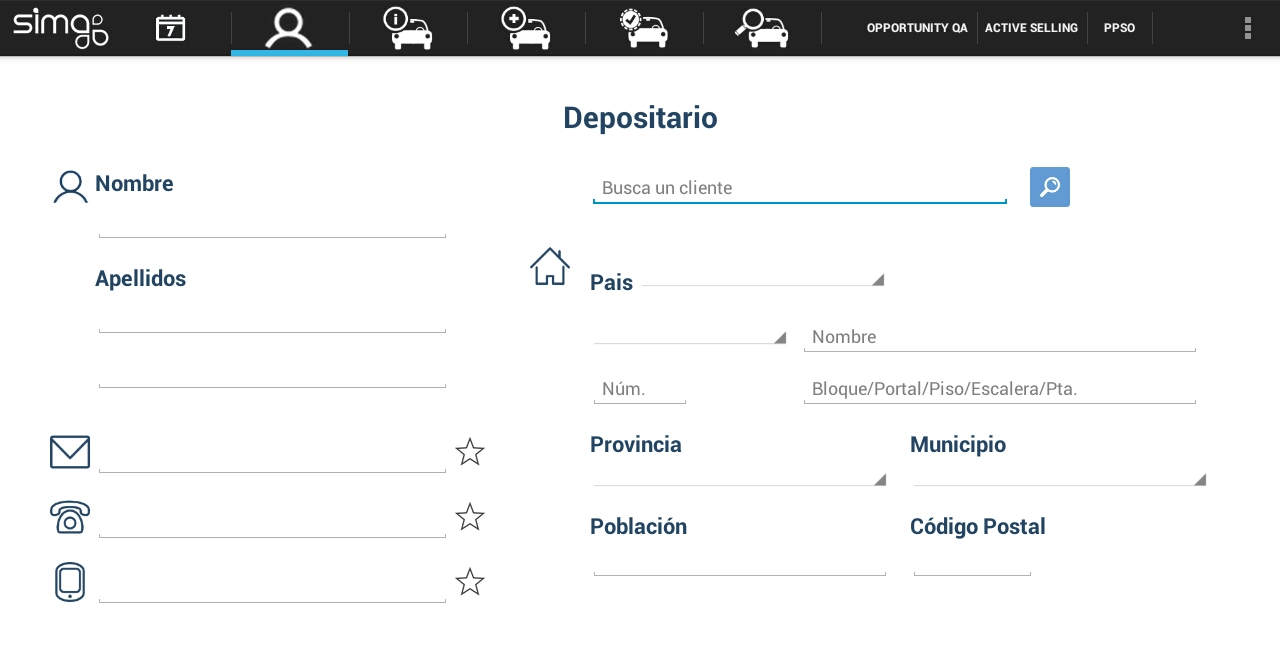 simgo
7
i
OPPORTUNITY QA
ACTIVE SELLING
PPSO
Depositario
Nombre
Busca un cliente
Apellidos
Pais
Nombre
Núm.
Bloque/Portal/Piso/Escalera/Pta.
Provincia
Municipio
Población
Código Postal